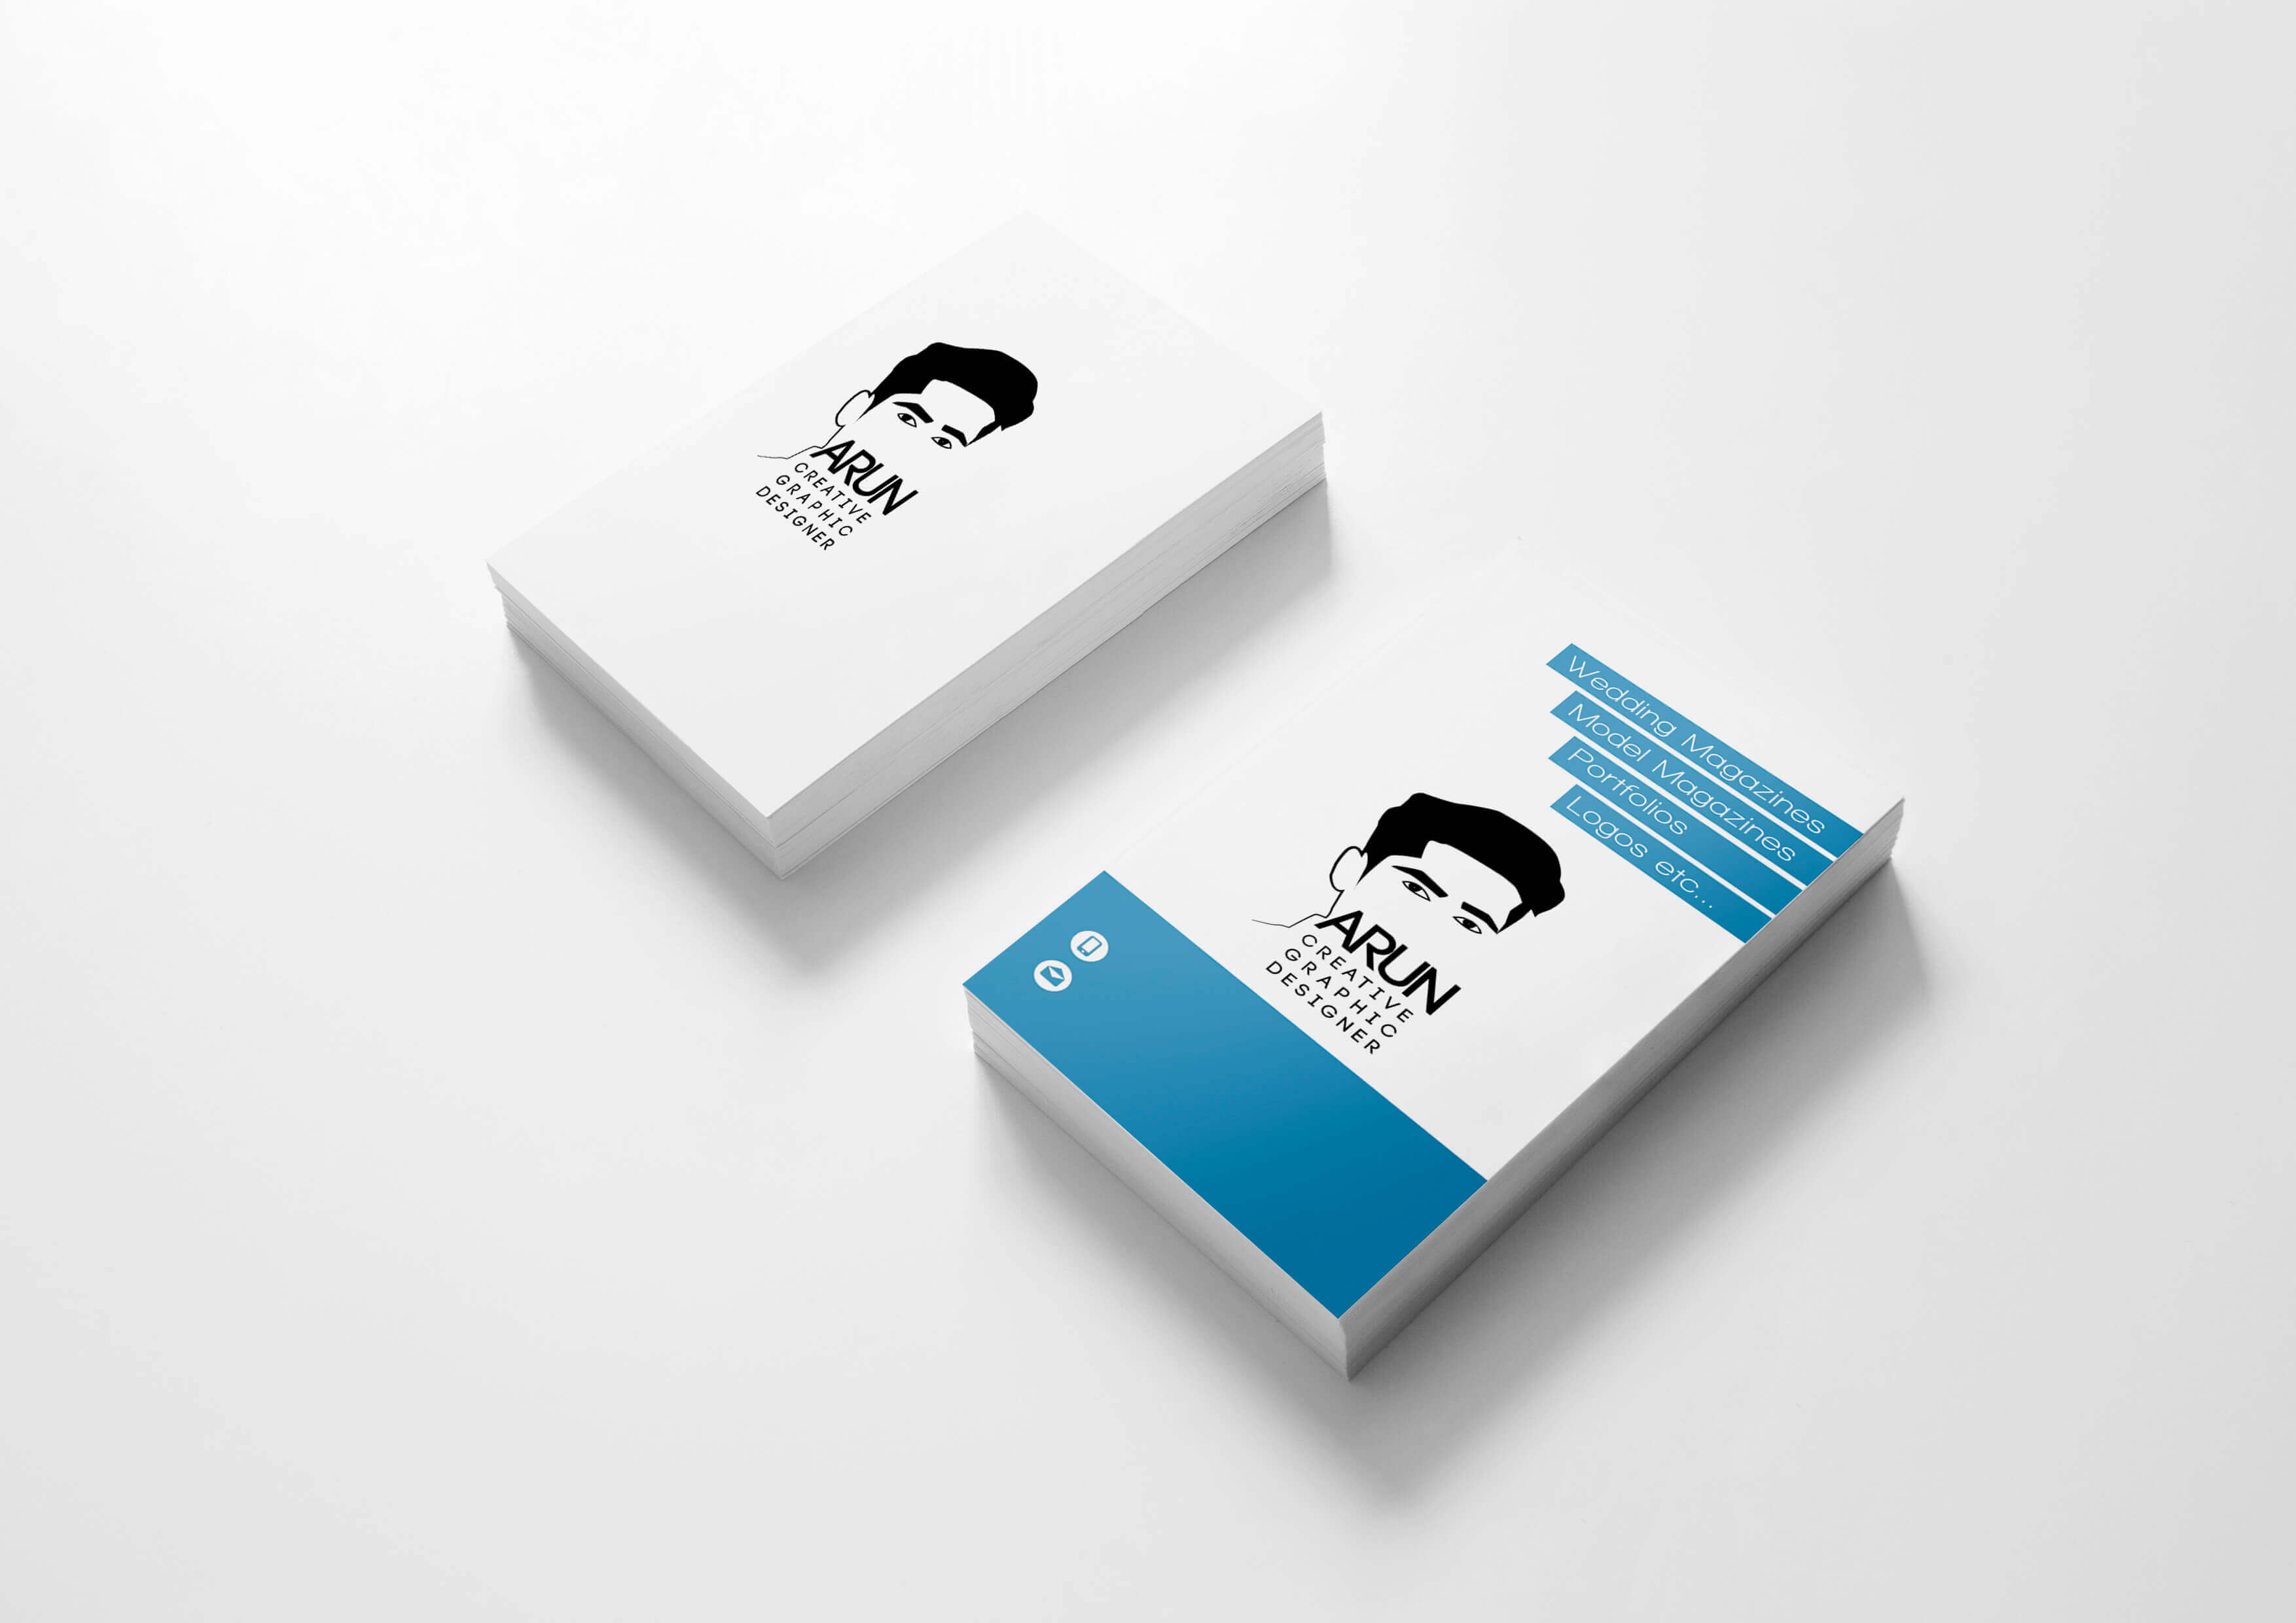 ARUN
CREATIVE
GRAPHIC
DESIGNER
Wedding Magazines
Model Magazines
Portfolios
Logos etc...
ARUN
CREATIVE
GRAPHIC
DESIGNER